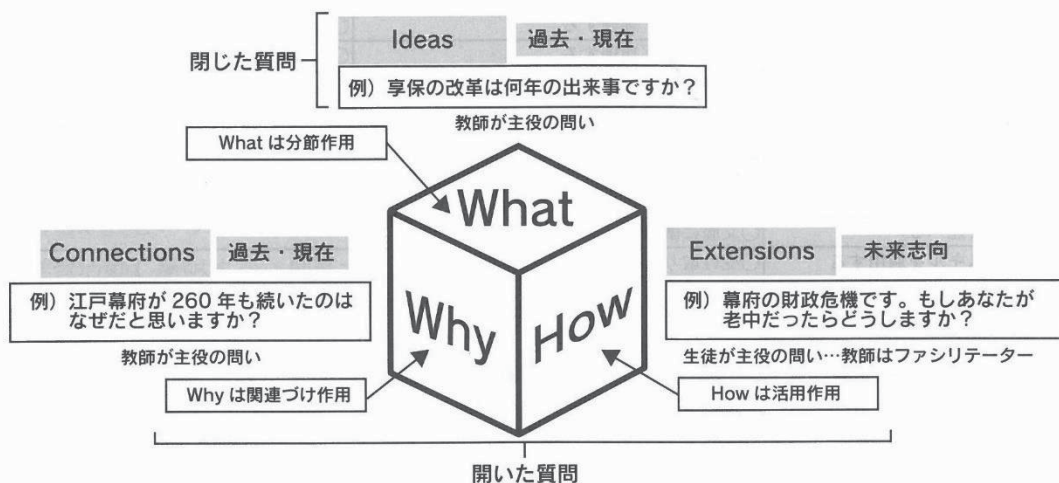 Ideas 過去・現在
閉じた質問
例）享保の改革は何年の出来事ですか？
教師が主役の問い
What は分節作用
What
Connections 過去・現在
例）江戸幕府が 260 年も続いたのは
なぜだと思いますか？
教師が主役の問い
Why は関連づけ作用
Why
How
Extensions 未来志向
例）幕府の財政危機です。もしあなたが
老中だったらどうしますか？
生徒が主役の問い…教師はファシリテーター
How は活用作用
開いた質問